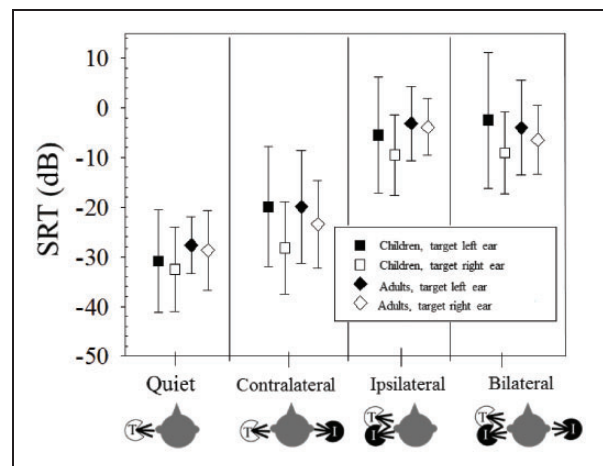 SRT (dB)
10
0
-10
-20
-30
-40
-50
Children, target left ear
Children, target right ear
Adults, target left ear
Adults, target right ear
Quiet
Contralateral
Ipsilateral
Bilateral
T
T
I
T
I
T
I
I